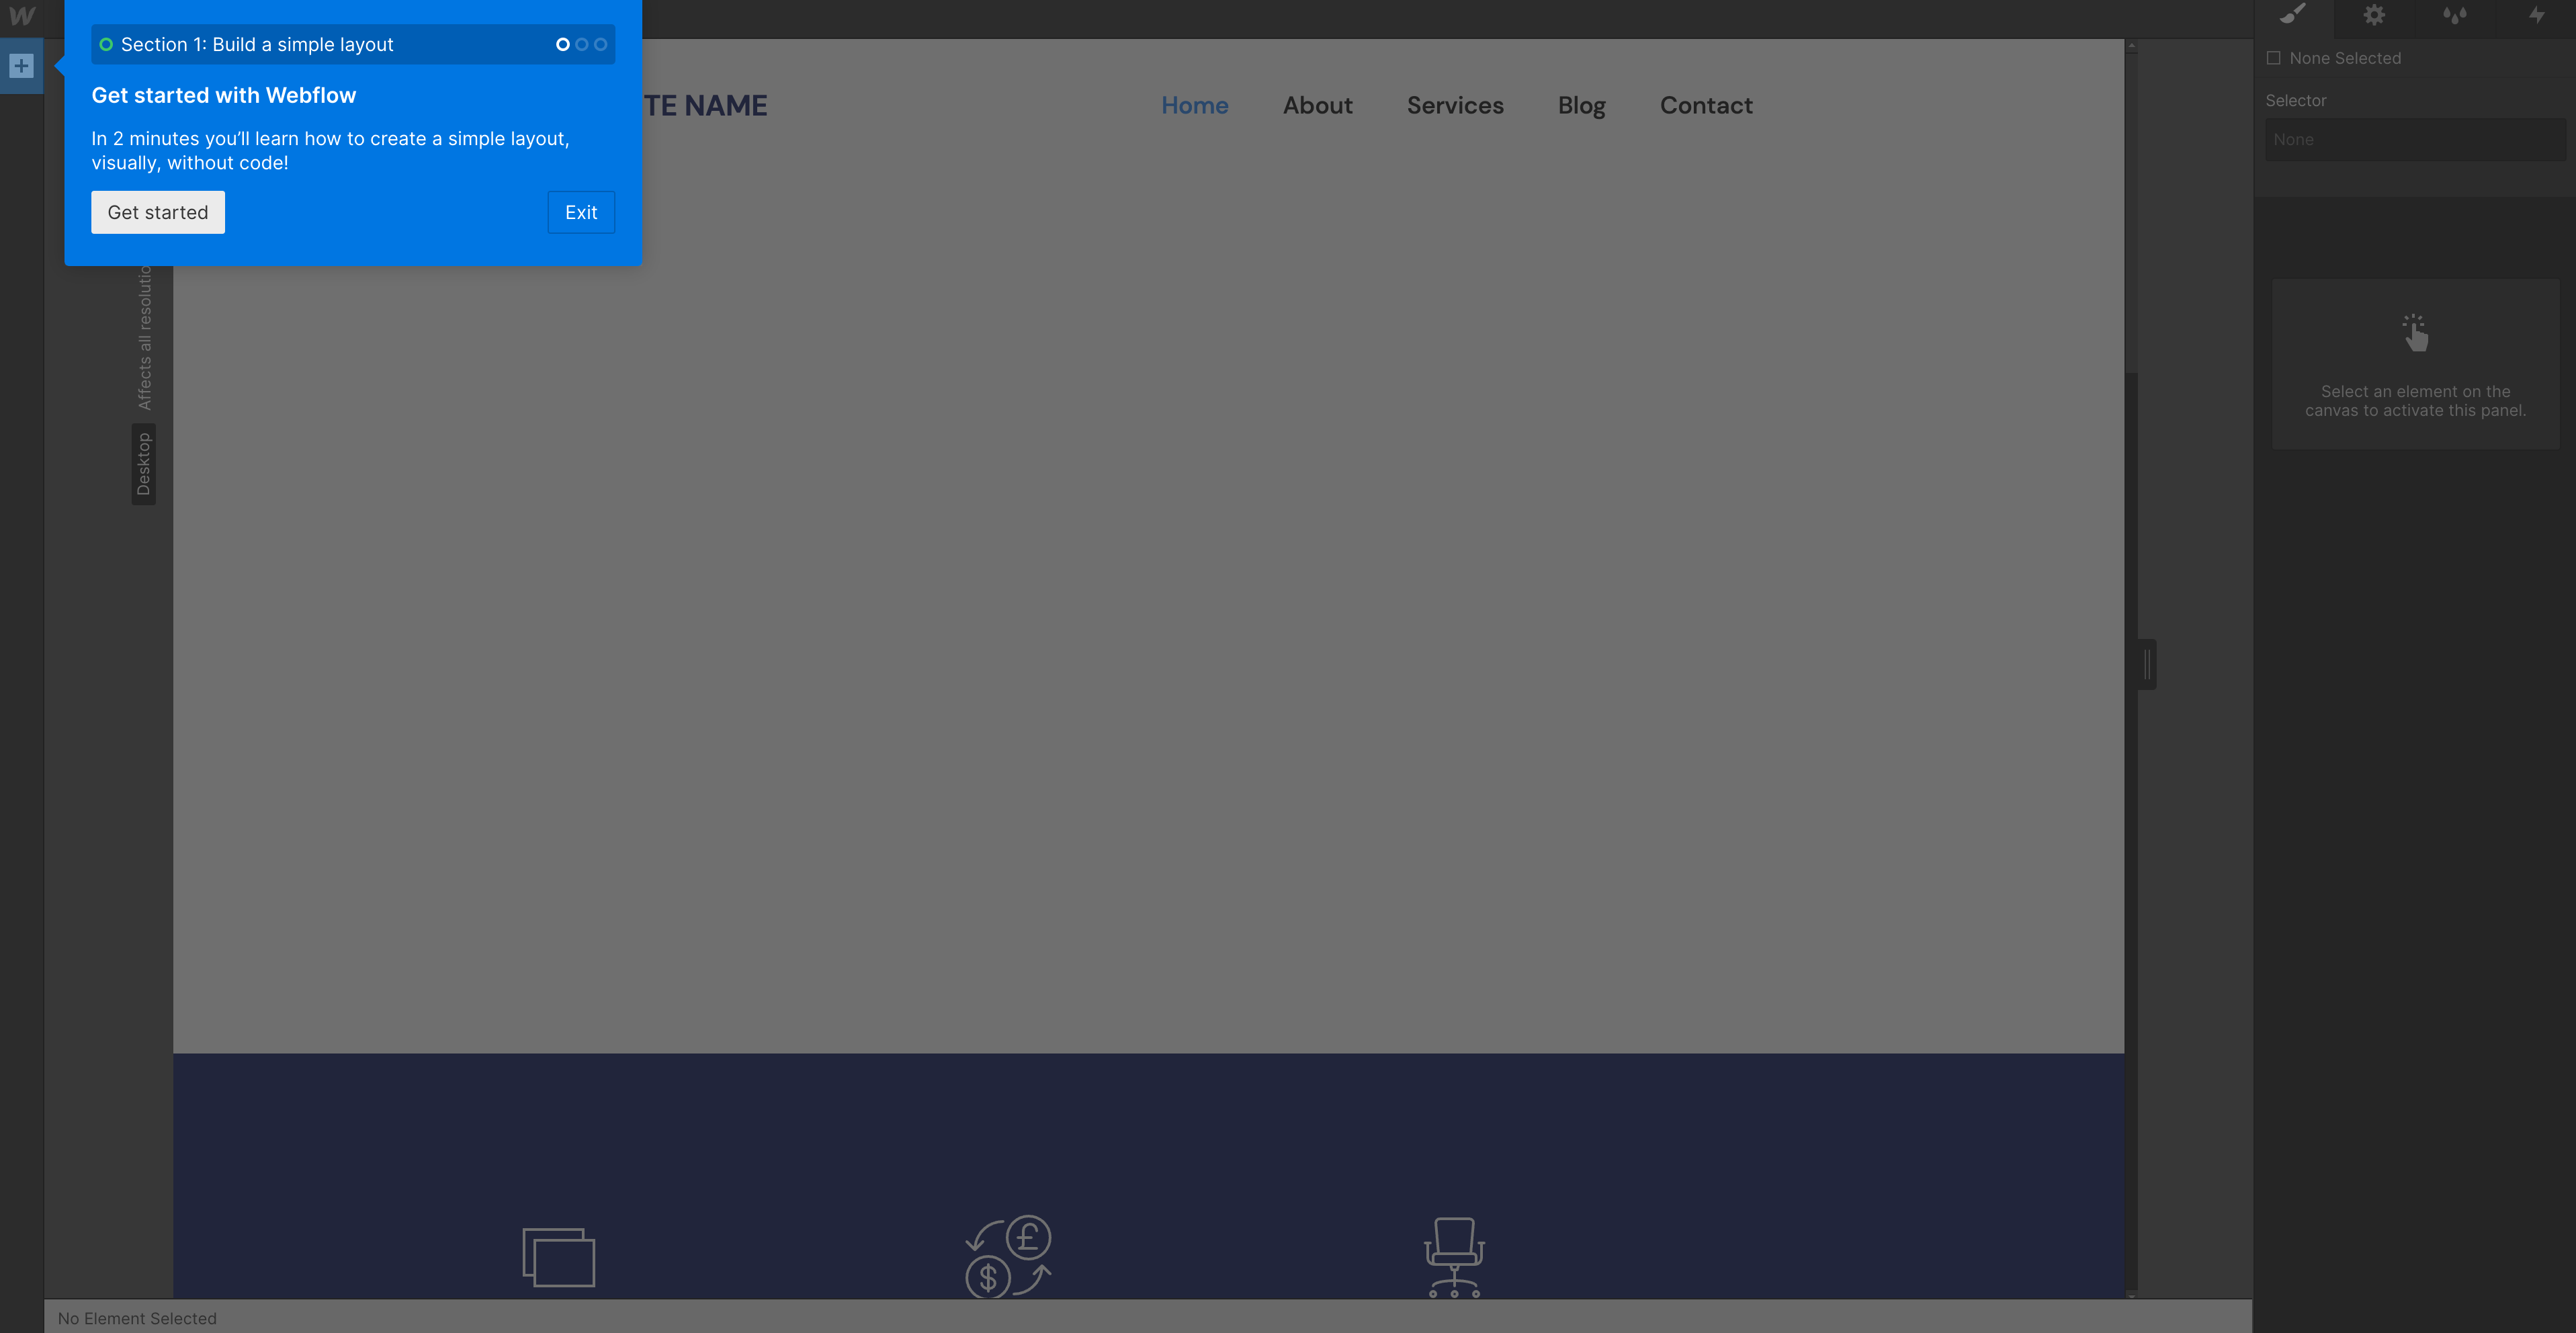 Section 1: Build a simple layout
Get started with Webflow
In 2 minutes you'll learn how to create a simple layout,
visually, without code!
Get started
Exit
TE NAME
Home
About
Services
Blog
Contact
Affects all resolutio
Desktop
None Selected
Selector
None
Select an element on the
canvas to activate this panel.
£
$
No Element Selected